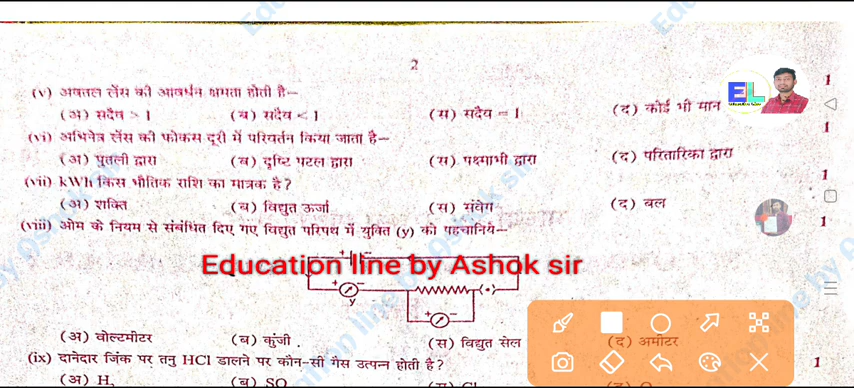 2
(v) अवतल लेंस की आवर्धन क्षमता होती है— 1
(अ) सदैव > 1 (ब) सदैव < 1 (स) सदैव = 1 (द) कोई भी मान
EL
(vi) अभिनेत्र लेंस की फोकस दूरी में परिवर्तन किया जाता है— 1
(अ) पुतली द्वारा (ब) दृष्टि पटल द्वारा (स) पक्ष्माभी द्वारा (द) परितारिका द्वारा
(vii) kWh किस भौतिक राशि का मात्रक है? 1
(अ) शक्ति (ब) विद्युत ऊर्जा (स) संवेग (द) बल
(viii) ओम के नियम से संबंधित दिए गए विद्युत परिपथ में युक्ति (y) को पहचानिये— 1
Education line by Ashok sir
y
(अ) वोल्टमीटर (ब) कुंजी . (स) विद्युत सेल (द) अमीटर
(ix) दानेदार जिंक पर तनु HCl डालने पर कौन-सी गैस उत्पन्न होती है? 1
(अ) H₂ (ब) SO